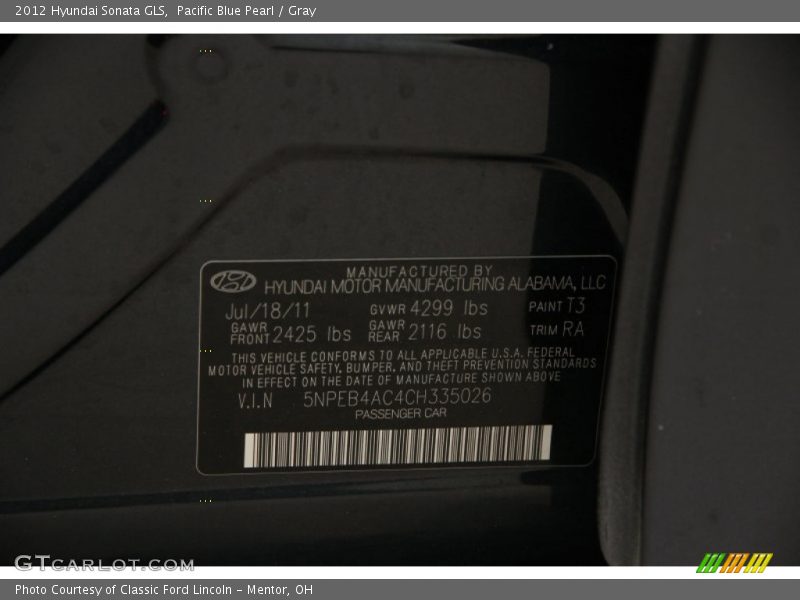 2012 Hyundai Sonata GLS, Pacific Blue Pearl / Gray
MANUFACTURED BY
HYUNDAI MOTOR MANUFACTURING ALABAMA, LLC
Jul/18/11 GVWR 4299 lbs PAINT T3
GAWR FRONT 2425 lbs GAWR REAR 2116 lbs TRIM RA
THIS VEHICLE CONFORMS TO ALL APPLICABLE U.S.A. FEDERAL
MOTOR VEHICLE SAFETY, BUMPER, AND THEFT PREVENTION STANDARDS
IN EFFECT ON THE DATE OF MANUFACTURE SHOWN ABOVE
V.I.N 5NPEB4AC4CH335026
PASSENGER CAR
GTCARLOT.COM
Photo Courtesy of Classic Ford Lincoln - Mentor, OH